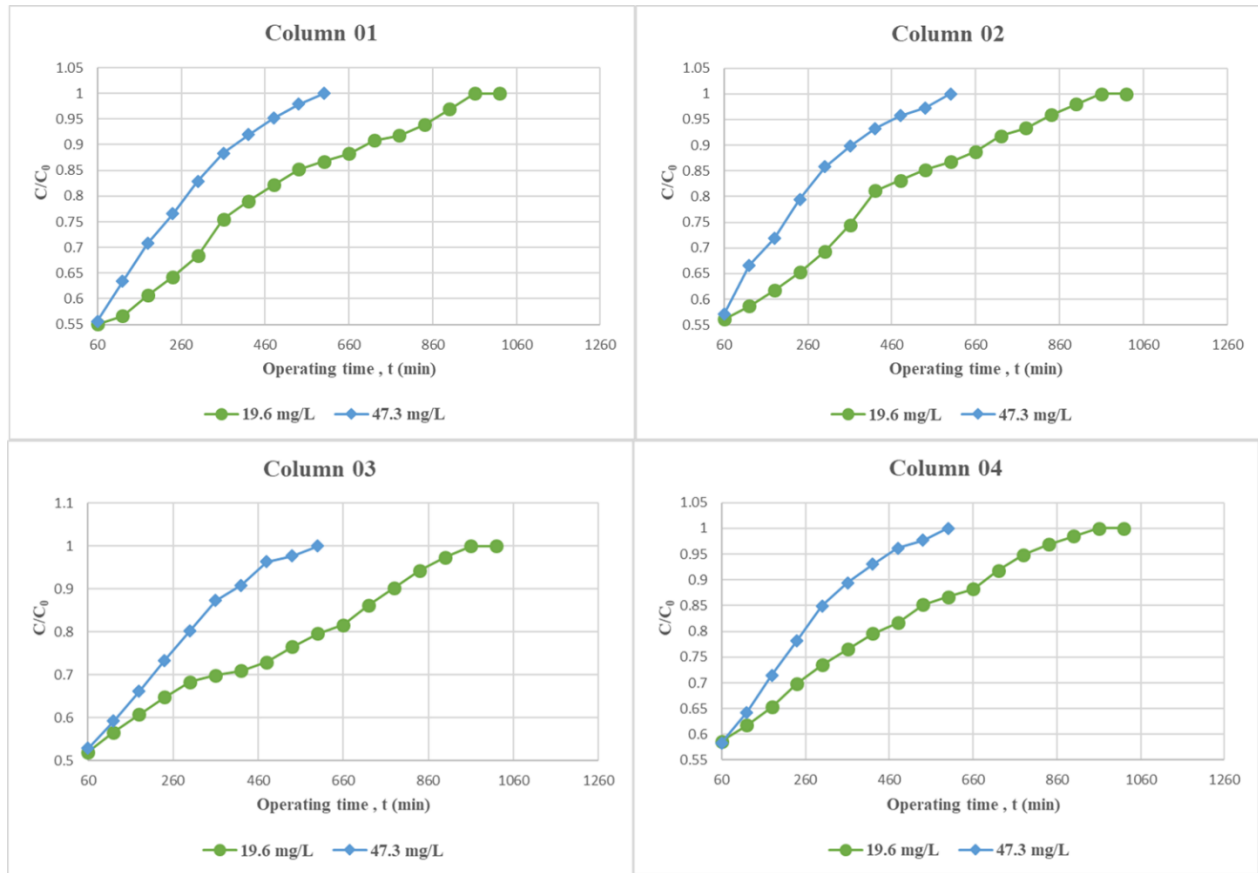 Column 01
1.05
1
0.95
0.9
0.85
0.8
0.75
0.7
0.65
0.6
0.55
C/C0
60 260 460 660 860 1060 1260
Operating time , t (min)
19.6 mg/L 47.3 mg/L
Column 02
1.05
1
0.95
0.9
0.85
0.8
0.75
0.7
0.65
0.6
0.55
C/C0
60 260 460 660 860 1060 1260
Operating time , t (min)
19.6 mg/L 47.3 mg/L
Column 03
1.1
1
0.9
0.8
0.7
0.6
0.5
C/C0
60 260 460 660 860 1060 1260
Operating time , t (min)
19.6 mg/L 47.3 mg/L
Column 04
1.05
1
0.95
0.9
0.85
0.8
0.75
0.7
0.65
0.6
0.55
C/C0
60 260 460 660 860 1060 1260
Operating time , t (min)
19.6 mg/L 47.3 mg/L